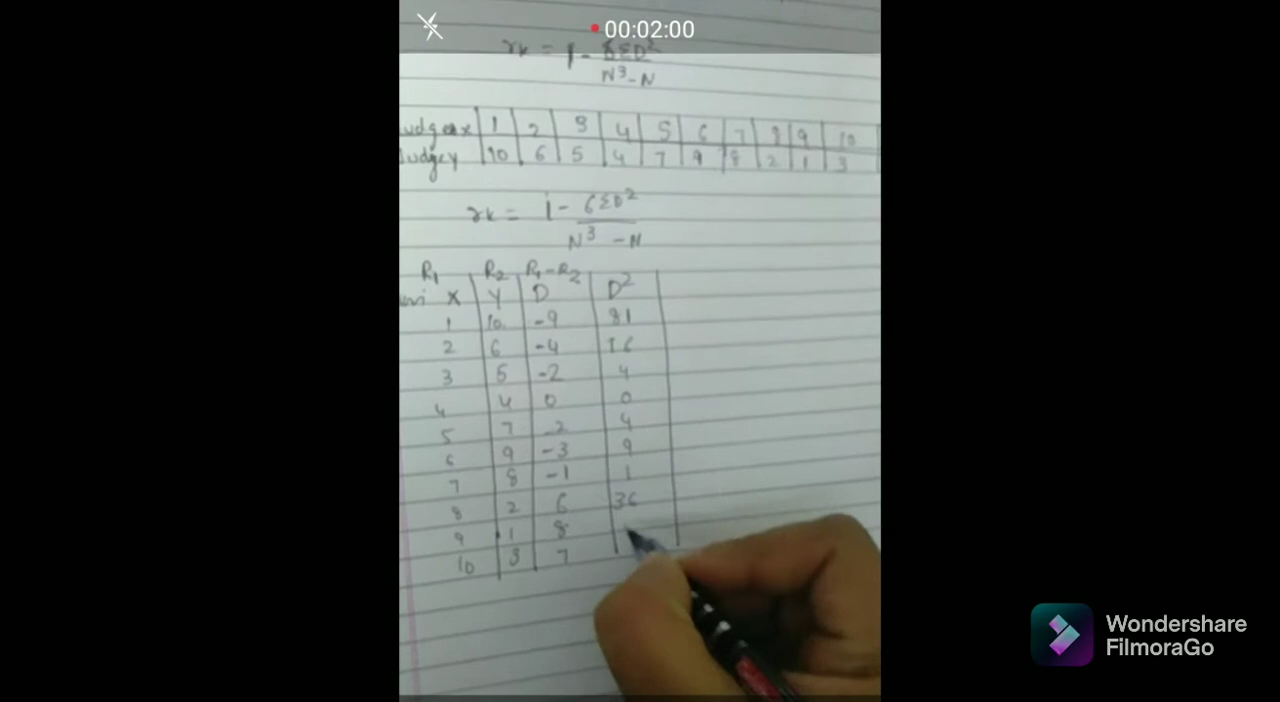 00:02:00
rk = 1 - 6ΣD²
N³-N
udge x 1 2 3 4 5 6 7 8 9 10
Judge y 10 6 5 4 7 9 8 2 1 3
rk = 1 - 6ΣD²
N³ - N
R₁ R₂ R₁-R₂
X Y D D²
1 10 -9 81
2 6 -4 16
3 5 -2 4
4 4 0 0
5 7 -2 4
6 9 -3 9
7 8 -1 1
8 2 6 36
9 1 8
10 3 7
Wondershare
FilmoraGo